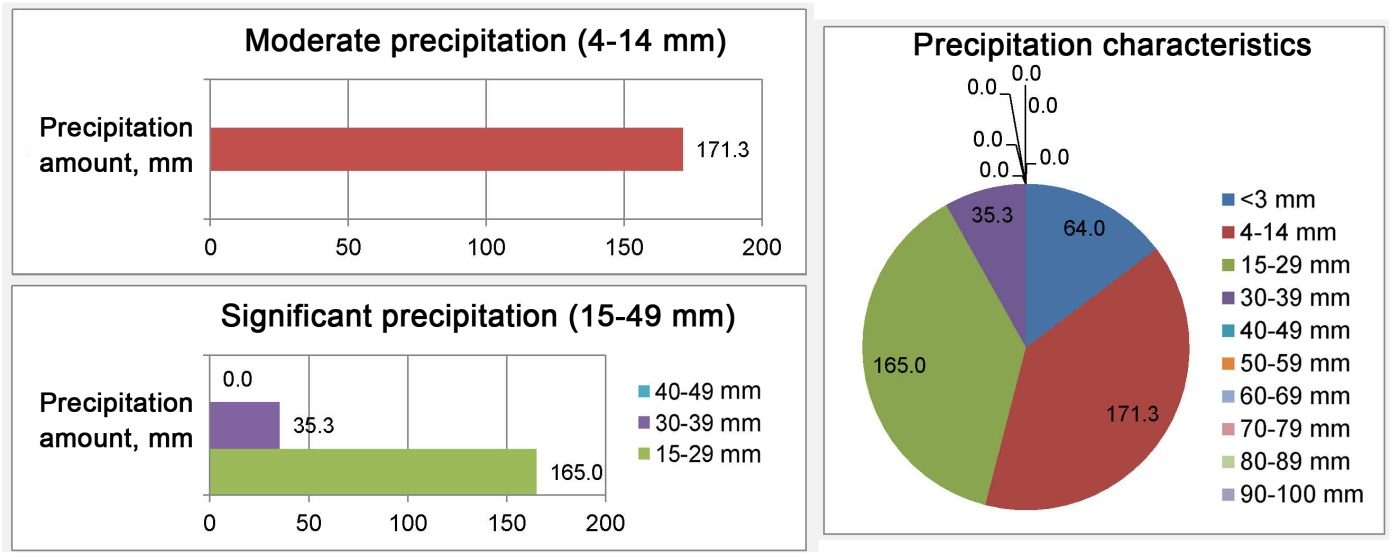 Moderate precipitation (4-14 mm)
Precipitation
amount, mm
171.3
0 50 100 150 200
Significant precipitation (15-49 mm)
Precipitation
amount, mm
0.0
35.3
165.0
40-49 mm
30-39 mm
15-29 mm
0 50 100 150 200
Precipitation characteristics
0.0
0.0
0.0
0.0
0.0
0.0
35.3
64.0
165.0
171.3
<3 mm
4-14 mm
15-29 mm
30-39 mm
40-49 mm
50-59 mm
60-69 mm
70-79 mm
80-89 mm
90-100 mm